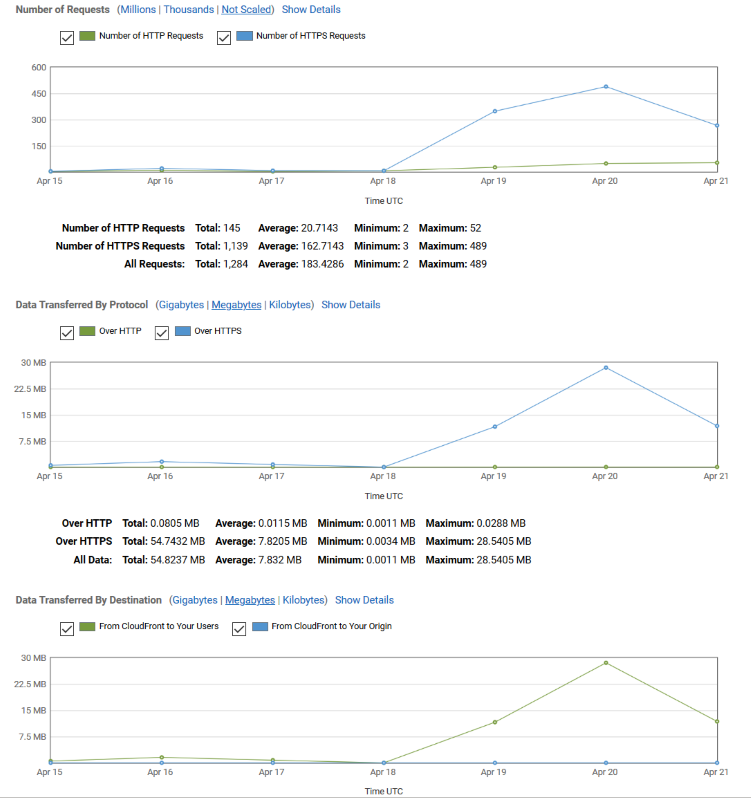 Number of Requests (Millions | Thousands | Not Scaled) Show Details
Number of HTTP Requests Number of HTTPS Requests
600
450
300
150
Apr 15 Apr 16 Apr 17 Apr 18 Apr 19 Apr 20 Apr 21
Time UTC
Number of HTTP Requests Total: 145 Average: 20.7143 Minimum: 2 Maximum: 52
Number of HTTPS Requests Total: 1,139 Average: 162.7143 Minimum: 3 Maximum: 489
All Requests: Total: 1,284 Average: 183.4286 Minimum: 2 Maximum: 489
Data Transferred By Protocol (Gigabytes | Megabytes | Kilobytes) Show Details
Over HTTP Over HTTPS
30 MB
22.5 MB
15 MB
7.5 MB
Apr 15 Apr 16 Apr 17 Apr 18 Apr 19 Apr 20 Apr 21
Time UTC
Over HTTP Total: 0.0805 MB Average: 0.0115 MB Minimum: 0.0011 MB Maximum: 0.0288 MB
Over HTTPS Total: 54.7432 MB Average: 7.8205 MB Minimum: 0.0034 MB Maximum: 28.5405 MB
All Data: Total: 54.8237 MB Average: 7.832 MB Minimum: 0.0011 MB Maximum: 28.5405 MB
Data Transferred By Destination (Gigabytes | Megabytes | Kilobytes) Show Details
From CloudFront to Your Users From CloudFront to Your Origin
30 MB
22.5 MB
15 MB
7.5 MB
Apr 15 Apr 16 Apr 17 Apr 18 Apr 19 Apr 20 Apr 21
Time UTC